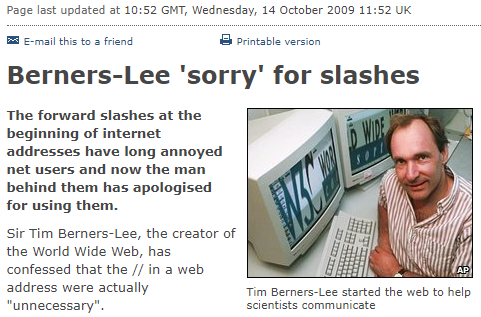 Page last updated at 10:52 GMT, Wednesday, 14 October 2009 11:52 UK
E-mail this to a friend
Printable version
Berners-Lee 'sorry' for slashes
The forward slashes at the
beginning of internet
addresses have long annoyed
net users and now the man
behind them has apologised
for using them.
Sir Tim Berners-Lee, the creator of
the World Wide Web, has
confessed that the // in a web
address were actually
"unnecessary".
D WIDE
AP
Tim Berners-Lee started the web to help
scientists communicate